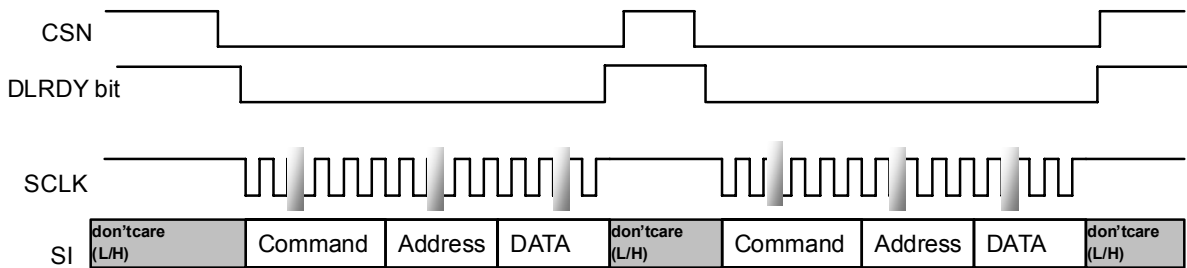 CSN
DLRDY bit
SCLK
SI
don'tcare
(L/H)
Command
Address
DATA
don'tcare
(L/H)
Command
Address
DATA
don'tcare
(L/H)